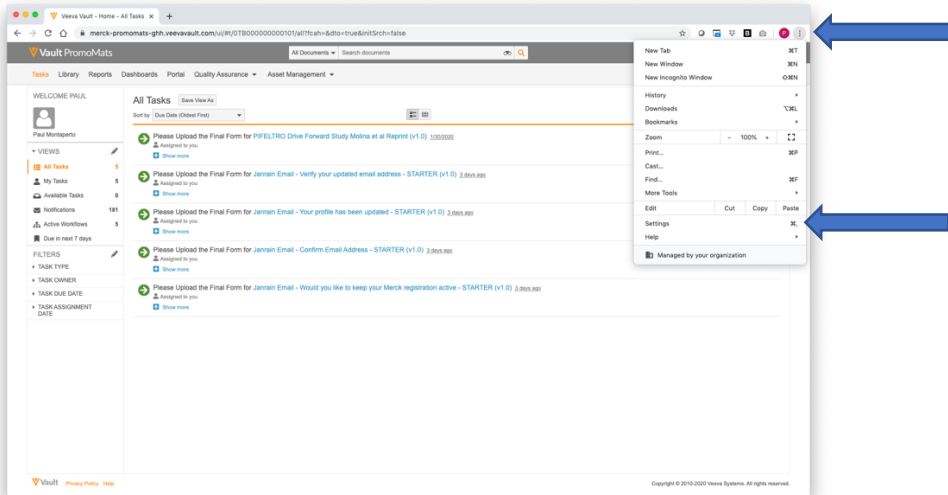 Veeva Vault - Home - All Tasks × +
merck-promomats-ghh.veevavault.com/ui/#t/0TB000000000101/all?fcah=&dto=true&initSrch=false
B P
Vault PromoMats
All Documents Search documents
Tasks Library Reports Dashboards Portal Quality Assurance Asset Management
WELCOME PAUL
Paul Montaperto
VIEWS
All Tasks 5
My Tasks 5
Available Tasks 0
Notifications 181
Active Workflows 5
Due in next 7 days
FILTERS
TASK TYPE
TASK OWNER
TASK DUE DATE
TASK ASSIGNMENT
DATE
All Tasks Save View As
Sort by Due Date (Oldest First)
Please Upload the Final Form for PIFELTRO Drive Forward Study Molina et al Reprint (v1.0) 1/30/2020
Assigned to you
Show more
Please Upload the Final Form for Janrain Email - Verify your updated email address - STARTER (v1.0) 3 days ago
Assigned to you
Show more
Please Upload the Final Form for Janrain Email - Your profile has been updated - STARTER (v1.0) 3 days ago
Assigned to you
Show more
Please Upload the Final Form for Janrain Email - Confirm Email Address - STARTER (v1.0) 3 days ago
Assigned to you
Show more
Please Upload the Final Form for Janrain Email - Would you like to keep your Merck registration active - STARTER (v1.0) 3 days ago
Assigned to you
Show more
New Tab ⌘T
New Window ⌘N
New Incognito Window ⇧⌘N
History
Downloads ⌥⌘L
Bookmarks
Zoom - 100% +
Print... ⌘P
Cast...
Find... ⌘F
More Tools
Edit Cut Copy Paste
Settings ⌘,
Help
Managed by your organization
Vault Privacy Policy Help
Copyright © 2010-2020 Veeva Systems. All rights reserved.